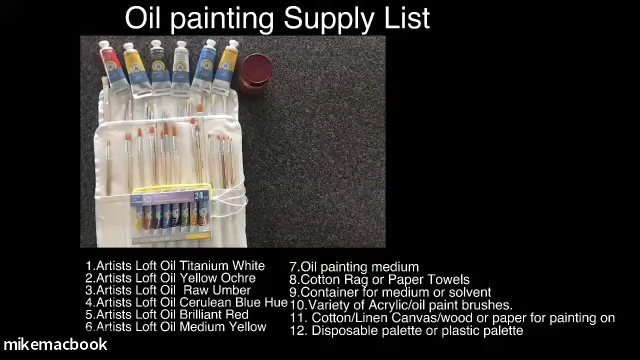 Oil painting Supply List
24
1.Artists Loft Oil Titanium White
2.Artists Loft Oil Yellow Ochre
3.Artists Loft Oil  Raw Umber
4.Artists Loft Oil Cerulean Blue Hue
5.Artists Loft Oil Brilliant Red
6.Artists Loft Oil Medium Yellow
7.Oil painting medium
8.Cotton Rag or Paper Towels
9.Container for medium or solvent
10.Variety of Acrylic/oil paint brushes.
11. Cotton/Linen Canvas/wood or paper for painting on
12. Disposable palette or plastic palette
mikemacbook